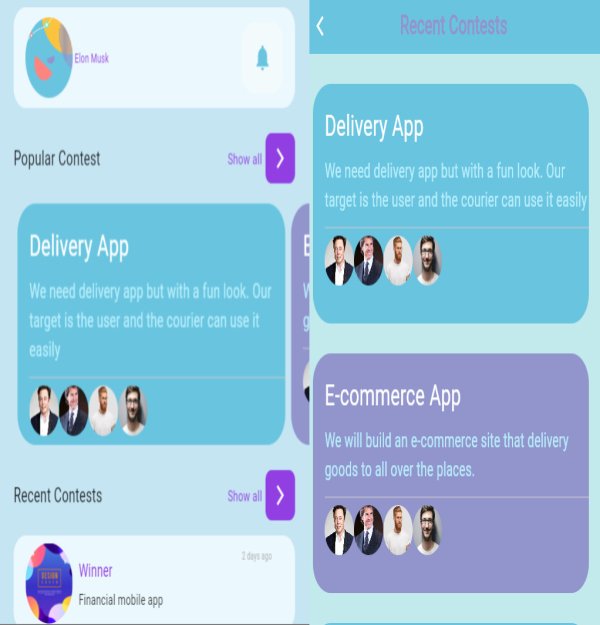 Elon Musk
Popular Contest
Show all
Delivery App
We need delivery app but with a fun look. Our
target is the user and the courier can use it
easily
E
Recent Contests
Show all
2 days ago
Winner
Financial mobile app
DESIGN
Recent Contests
Delivery App
We need delivery app but with a fun look. Our
target is the user and the courier can use it easily
E-commerce App
We will build an e-commerce site that delivery
goods to all over the places.